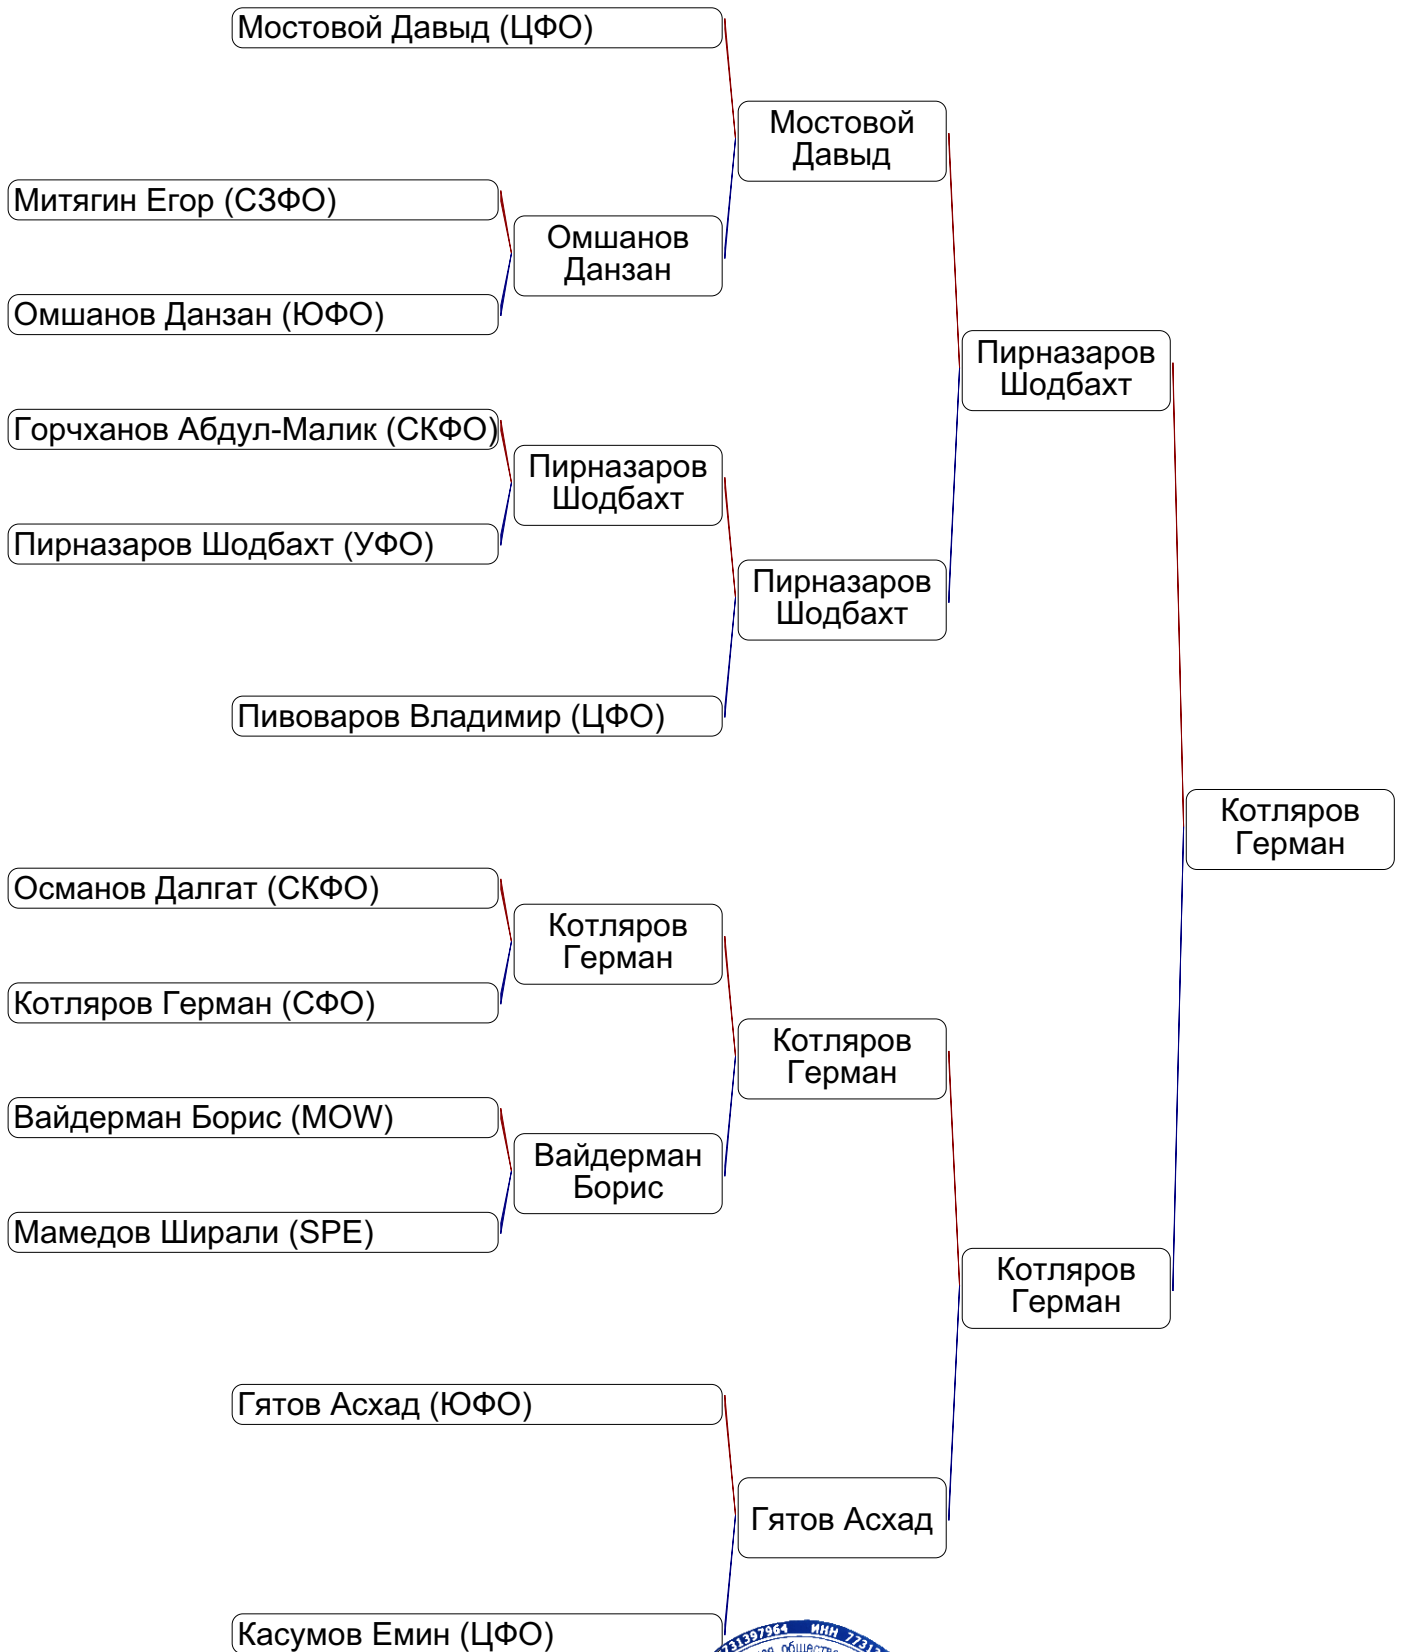 Мостовой Давыд (ЦФО)
Мостовой
Давыд
Митягин Егор (СЗФО)
Омшанов
Данзан
Омшанов Данзан (ЮФО)
Пирназаров
Шодбахт
Горчханов Абдул-Малик (СКФО)
Пирназаров
Шодбахт
Пирназаров Шодбахт (УФО)
Пирназаров
Шодбахт
Пивоваров Владимир (ЦФО)
Котляров
Герман
Османов Далгат (СКФО)
Котляров
Герман
Котляров Герман (СФО)
Котляров
Герман
Вайдерман Борис (MOW)
Вайдерман
Борис
Мамедов Ширали (SPE)
Котляров
Герман
Гятов Асхад (ЮФО)
Гятов Асхад
Касумов Емин (ЦФО)
731397964 ИНН 7731